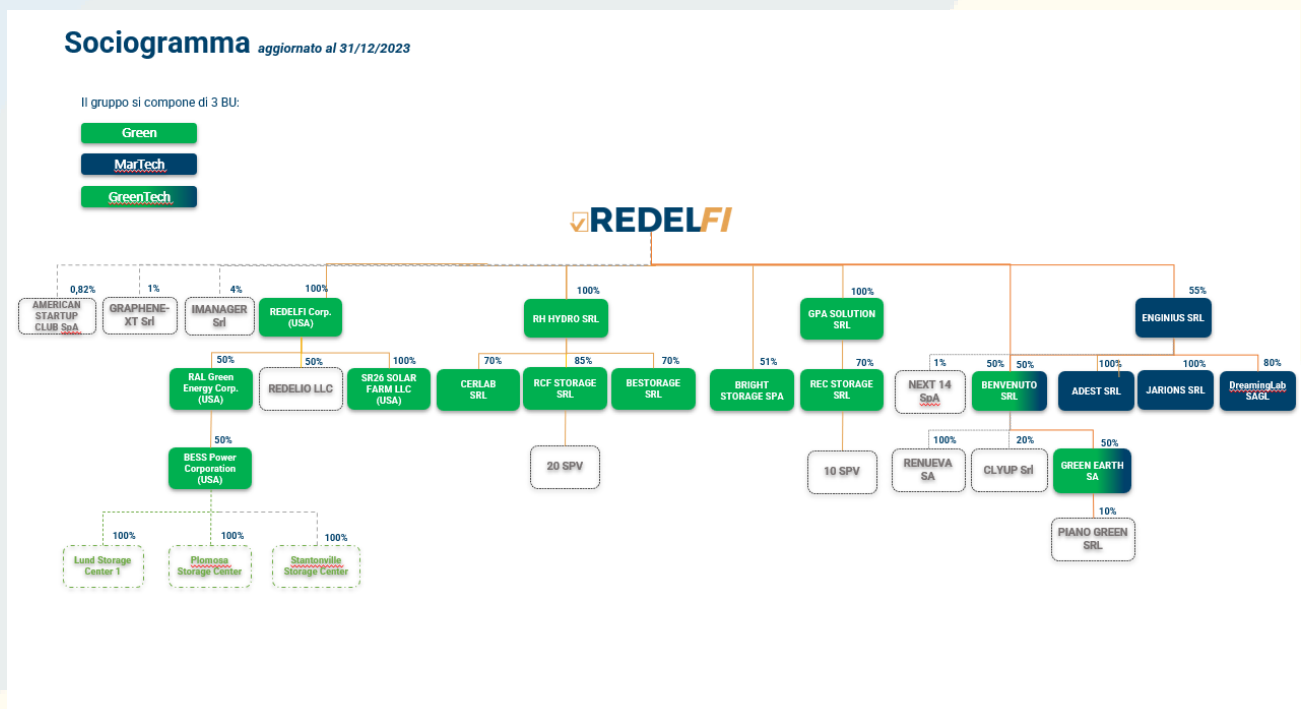 Sociogramma aggiornato al 31/12/2023
Il gruppo si compone di 3 BU:
Green
MarTech
GreenTech
REDELFI
0,82%
AMERICAN
STARTUP
CLUB SpA
1%
GRAPHENE-
XT Srl
4%
IMANAGER
Srl
100%
REDELFI Corp.
(USA)
100%
RH HYDRO SRL
100%
GPA SOLUTION
SRL
55%
ENGINIUS SRL
50%
RAL Green
Energy Corp.
(USA)
50%
REDELIO LLC
100%
SR26 SOLAR
FARM LLC
(USA)
70%
CERLAB
SRL
85%
RCF STORAGE
SRL
70%
BESTORAGE
SRL
51%
BRIGHT
STORAGE SPA
70%
REC STORAGE
SRL
1%
NEXT 14
SpA
50% 50%
BENVENUTO
SRL
100%
ADEST SRL
100%
JARIONS SRL
80%
DreamingLab
SAGL
50%
BESS Power
Corporation
(USA)
20 SPV
10 SPV
100%
RENUEVA
SA
20%
CLYUP Srl
50%
GREEN EARTH
SA
10%
PIANO GREEN
SRL
100%
Lund Storage
Center 1
100%
Plomosa
Storage Center
100%
Stantonville
Storage Center